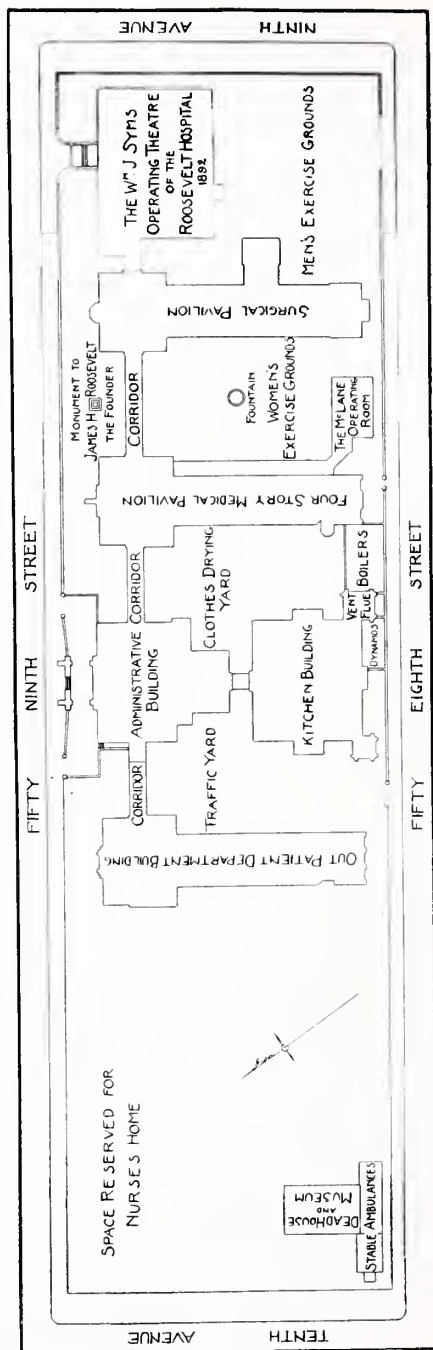 NINTH AVENUE
THE WM J SYMS
OPERATING THEATRE
OF THE
ROOSEVELT HOSPITAL
1892
MEN'S EXERCISE GROUNDS
SURGICAL PAVILION
MONUMENT TO
JAMES H ROOSEVELT
THE FOUNDER
CORRIDOR
FOUNTAIN
WOMEN'S
EXERCISE GROUNDS
THE MCLANE
OPERATING
ROOM
FOUR STORY MEDICAL PAVILION
FIFTY NINTH STREET
CORRIDOR
CLOTHES DRYING
YARD
BOILERS
VENT
FLUE
DYNAMOS
ADMINISTRATIVE
BUILDING
KITCHEN BUILDING
FIFTY EIGHTH STREET
CORRIDOR
TRAFFIC YARD
OUT PATIENT DEPARTMENT BUILDING
SPACE RESERVED FOR
NURSES HOME
DEADHOUSE
AND
MUSEUM
STABLE AMBULANCES
TENTH AVENUE